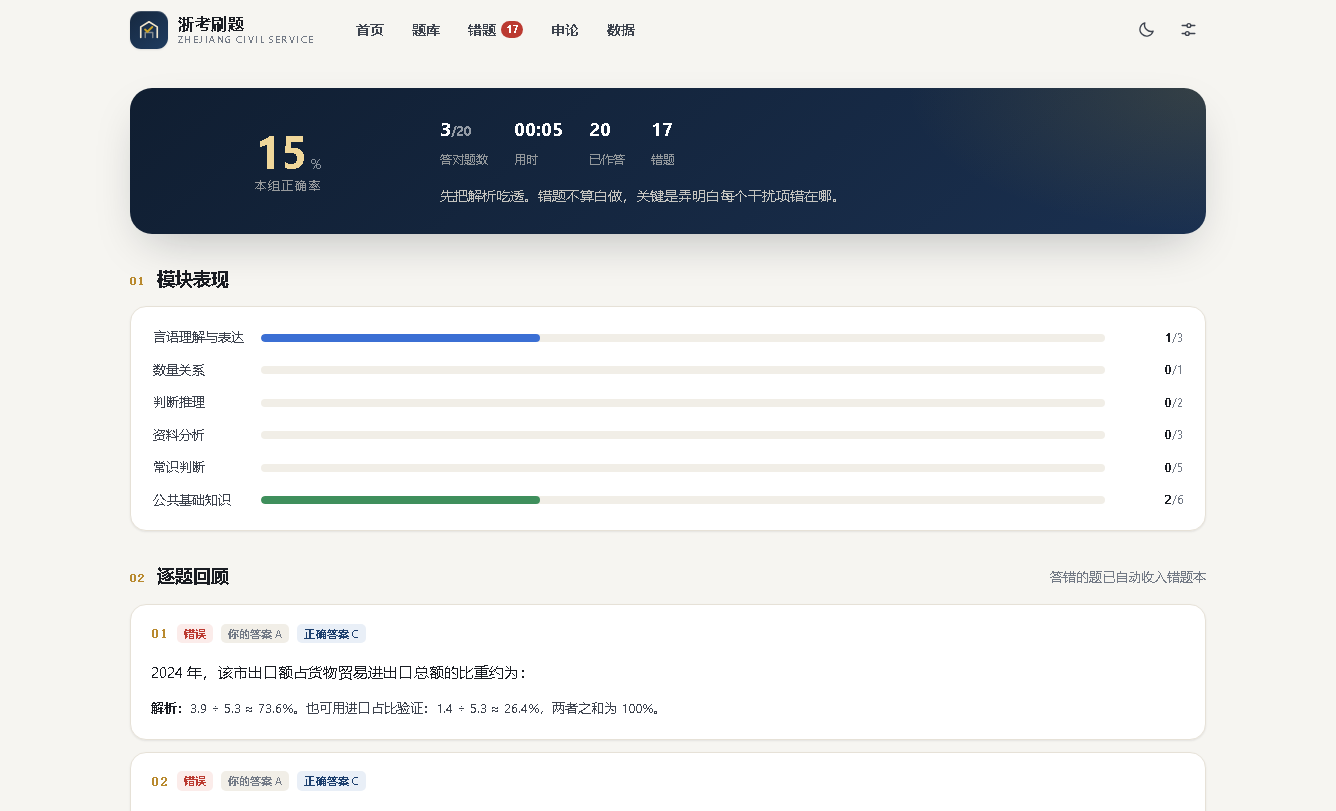 浙考刷题
ZHEJIANG CIVIL SERVICE
首页 题库 错题 17 申论 数据
15 %
本组正确率
3/20 00:05 20 17
答对题数 用时 已作答 错题
先把解析吃透。错题不算白做，关键是弄明白每个干扰项错在哪。
01 模块表现
言语理解与表达 1/3
数量关系 0/1
判断推理 0/2
资料分析 0/3
常识判断 0/5
公共基础知识 2/6
02 逐题回顾 答错的题已自动收入错题本
01 错误 你的答案 A 正确答案 C
2024 年，该市出口额占货物贸易进出口总额的比重约为：
解析：3.9 ÷ 5.3 ≈ 73.6%。也可用进口占比验证：1.4 ÷ 5.3 ≈ 26.4%，两者之和为 100%。
02 错误 你的答案 A 正确答案 C